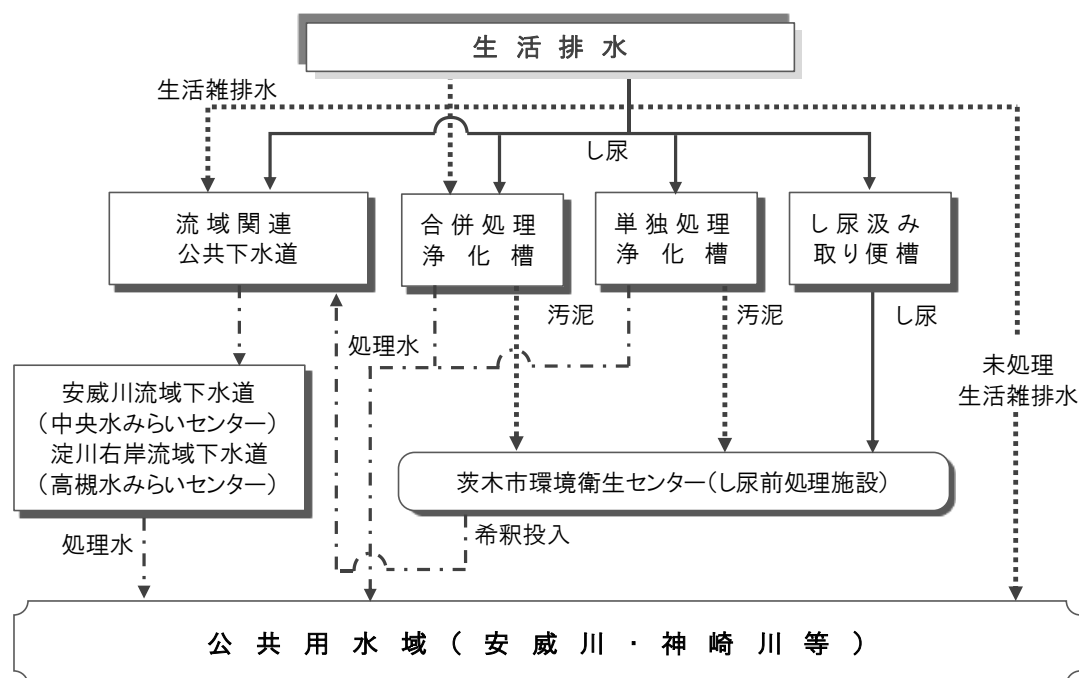 生活排水
生活雑排水
し尿
流域関連
公共下水道
合併処理
浄化槽
単独処理
浄化槽
し尿汲み
取り便槽
汚泥
汚泥
し尿
処理水
未処理
生活雑排水
安威川流域下水道
（中央水みらいセンター）
淀川右岸流域下水道
（高槻水みらいセンター）
茨木市環境衛生センター（し尿前処理施設）
処理水
希釈投入
公共用水域（安威川・神崎川等）